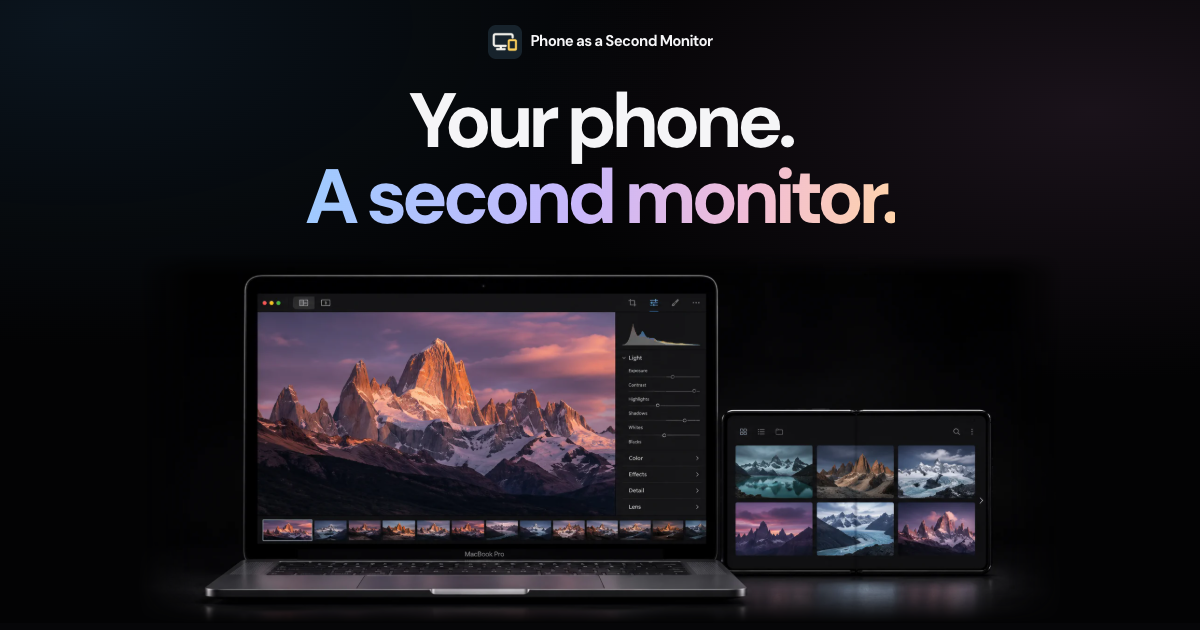 Phone as a Second Monitor
Your phone.
A second monitor.
Light
Exposure
Contrast
Highlights
Shadows
Whites
Blacks
Color
Effects
Detail
Lens
MacBook Pro